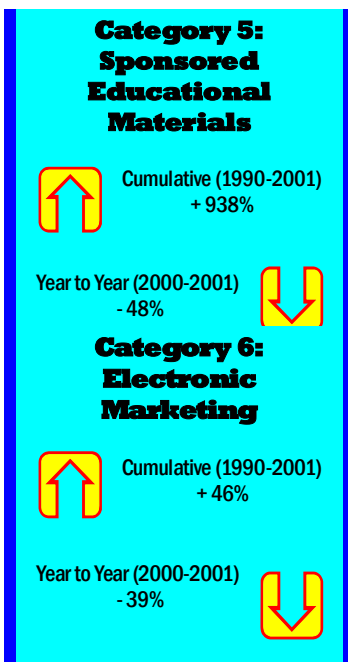 Category 5:
Sponsored
Educational
Materials
Cumulative (1990-2001)
+ 938%
Year to Year (2000-2001)
- 48%
Category 6:
Electronic
Marketing
Cumulative (1990-2001)
+ 46%
Year to Year (2000-2001)
- 39%